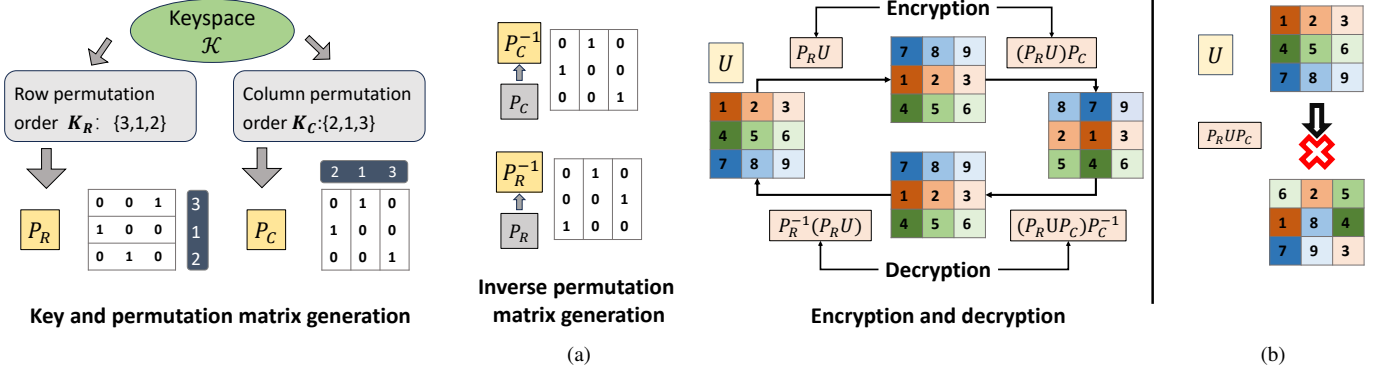 Keyspace
𝒦
Row permutation
order K_R: {3,1,2}
Column permutation
order K_C:{2,1,3}
P_R
0 0 1
1 0 0
0 1 0
3
1
2
P_C
2 1 3
0 1 0
1 0 0
0 0 1
Key and permutation matrix generation
P_C^{-1}
P_C
0 1 0
1 0 0
0 0 1
P_R^{-1}
P_R
0 1 0
0 0 1
1 0 0
Inverse permutation
matrix generation
Encryption
U
P_R U
(P_R U)P_C
1 2 3
4 5 6
7 8 9
7 8 9
1 2 3
4 5 6
8 7 9
2 1 3
5 4 6
7 8 9
1 2 3
4 5 6
P_R^{-1}(P_R U)
(P_R UP_C)P_C^{-1}
Decryption
Encryption and decryption
(a)
U
1 2 3
4 5 6
7 8 9
P_R UP_C
6 2 5
1 8 4
7 9 3
(b)